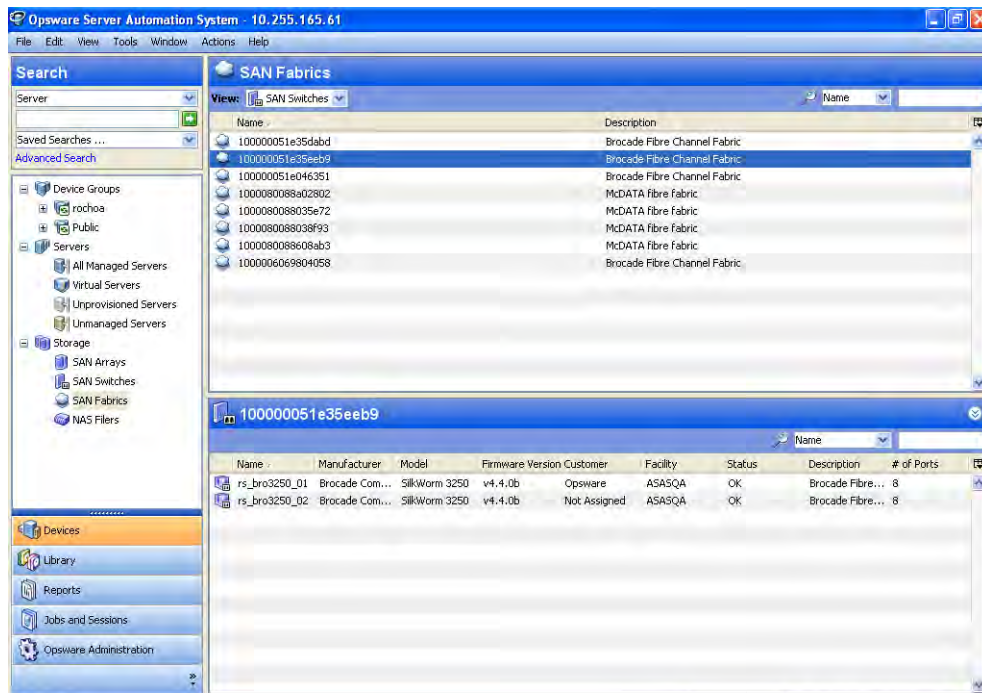 Opsware Server Automation System - 10.255.165.61
File Edit View Tools Window Actions Help
Search
Server
Saved Searches ...
Advanced Search
Device Groups
rochoa
Public
Servers
All Managed Servers
Virtual Servers
Unprovisioned Servers
Unmanaged Servers
Storage
SAN Arrays
SAN Switches
SAN Fabrics
NAS Filers
Devices
Library
Reports
Jobs and Sessions
Opsware Administration
SAN Fabrics
View: SAN Switches Name
Name Description
100000051e35dabd Brocade Fibre Channel Fabric
100000051e35eeb9 Brocade Fibre Channel Fabric
100000051e046351 Brocade Fibre Channel Fabric
1000080088a02802 McDATA fibre fabric
1000080088035e72 McDATA fibre fabric
1000080088038f93 McDATA fibre fabric
1000080088608ab3 McDATA fibre fabric
1000006069804058 Brocade Fibre Channel Fabric
100000051e35eeb9
Name
Name Manufacturer Model Firmware Version Customer Facility Status Description # of Ports
rs_bro3250_01 Brocade Com... SilkWorm 3250 v4.4.0b Opsware ASASQA OK Brocade Fibre... 8
rs_bro3250_02 Brocade Com... SilkWorm 3250 v4.4.0b Not Assigned ASASQA OK Brocade Fibre... 8